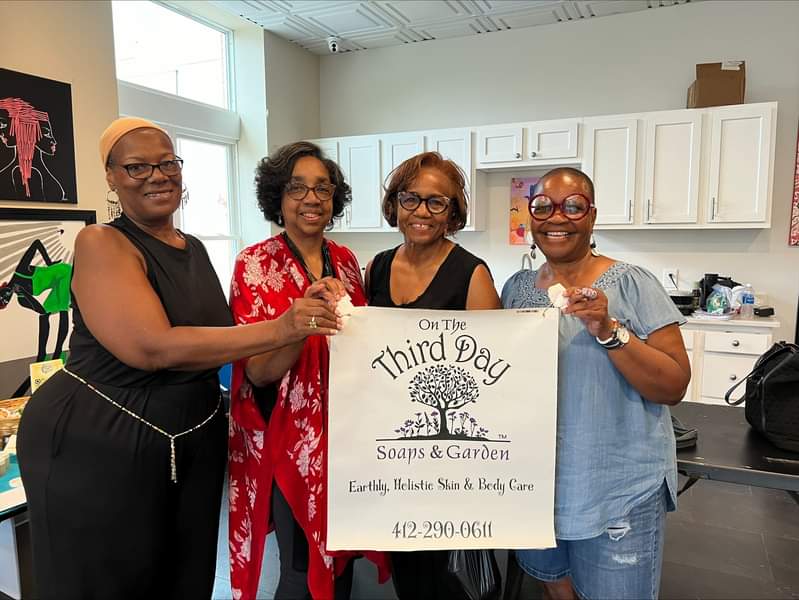 On The
Third Day
TM
Soaps & Garden
Earthly, Holistic Skin & Body Care
412-290-0611